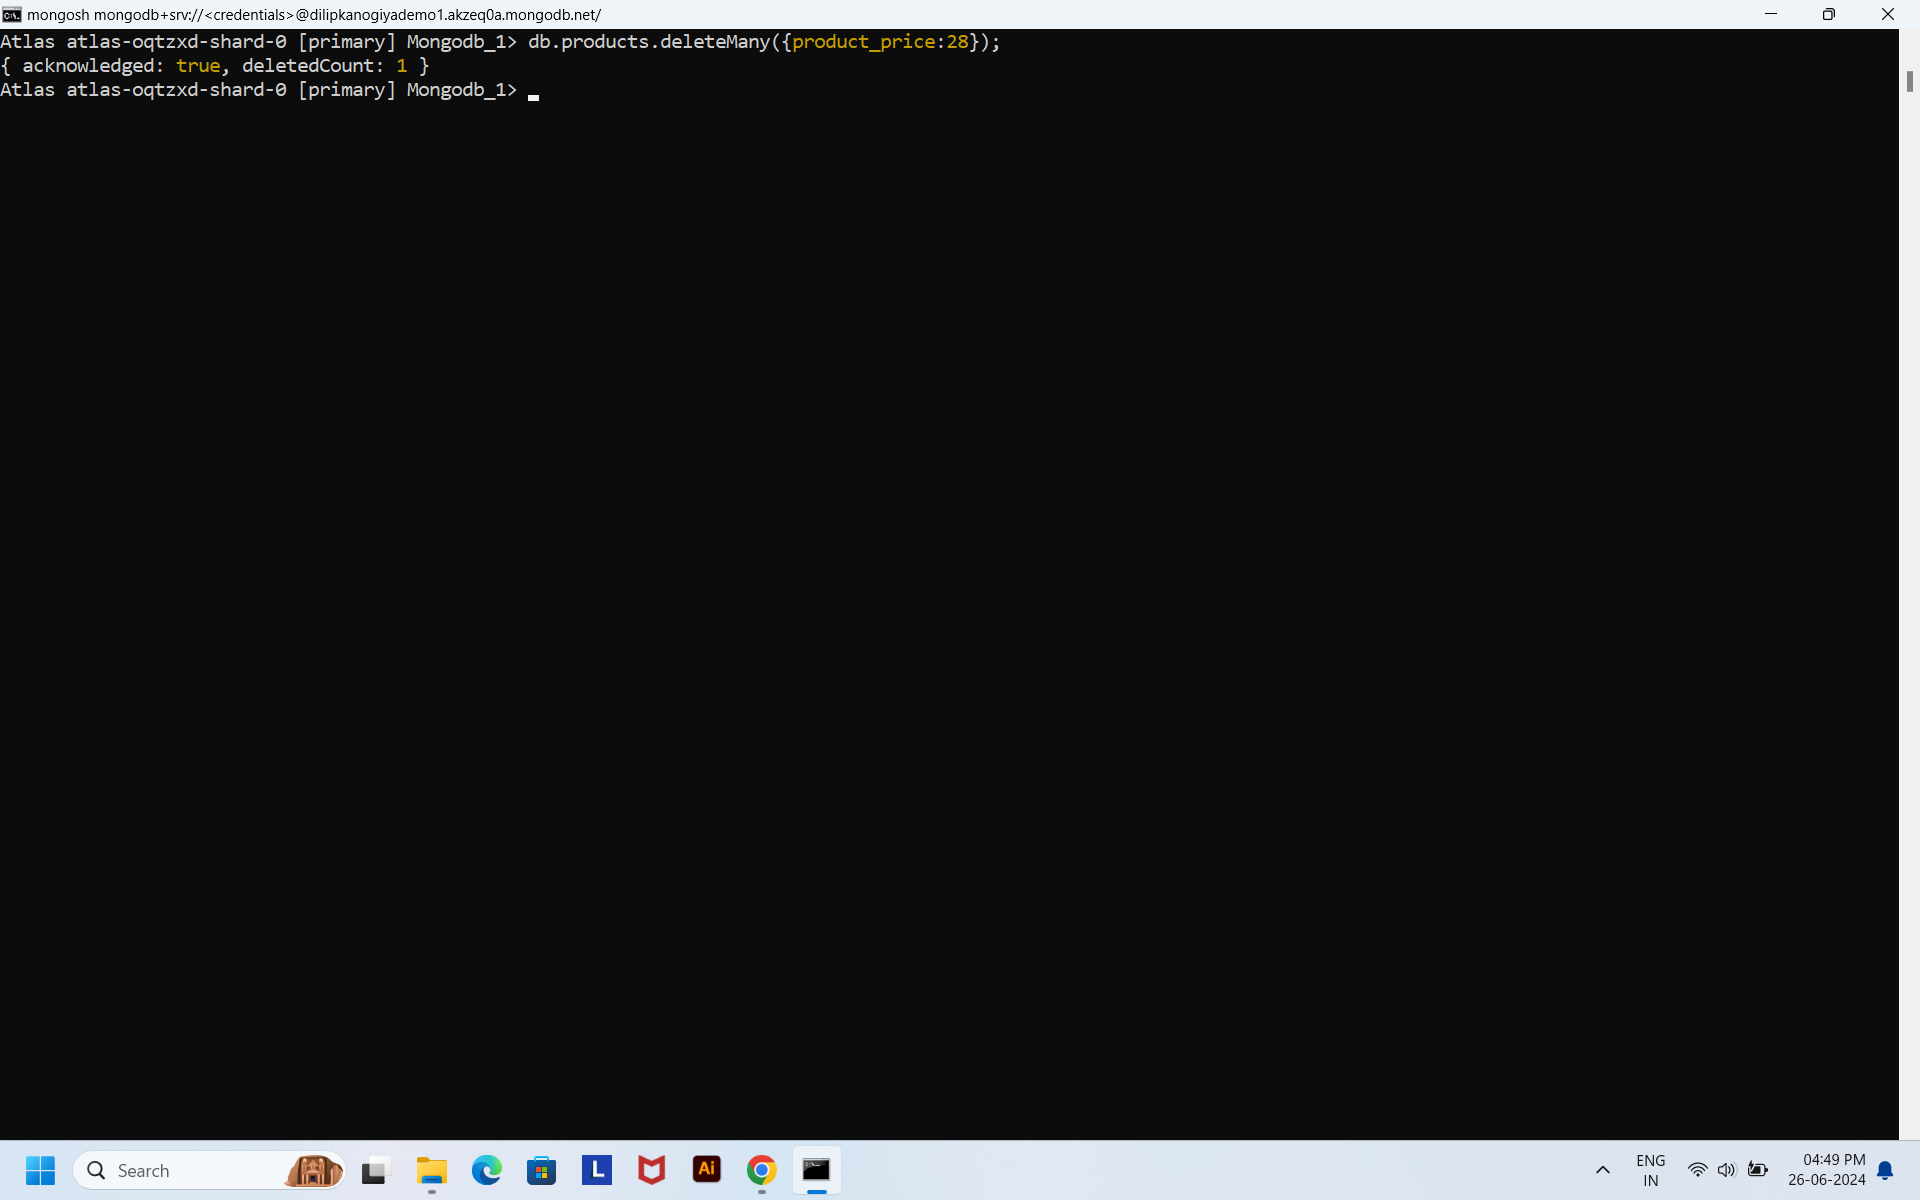 mongosh mongodb+srv://<credentials>@dilipkanogiyademo1.akzeq0a.mongodb.net/
Atlas atlas-oqtzxd-shard-0 [primary] Mongodb_1> db.products.deleteMany({product_price:28});
{ acknowledged: true, deletedCount: 1 }
Atlas atlas-oqtzxd-shard-0 [primary] Mongodb_1>
Search
L
Ai
ENG
IN
04:49 PM
26-06-2024